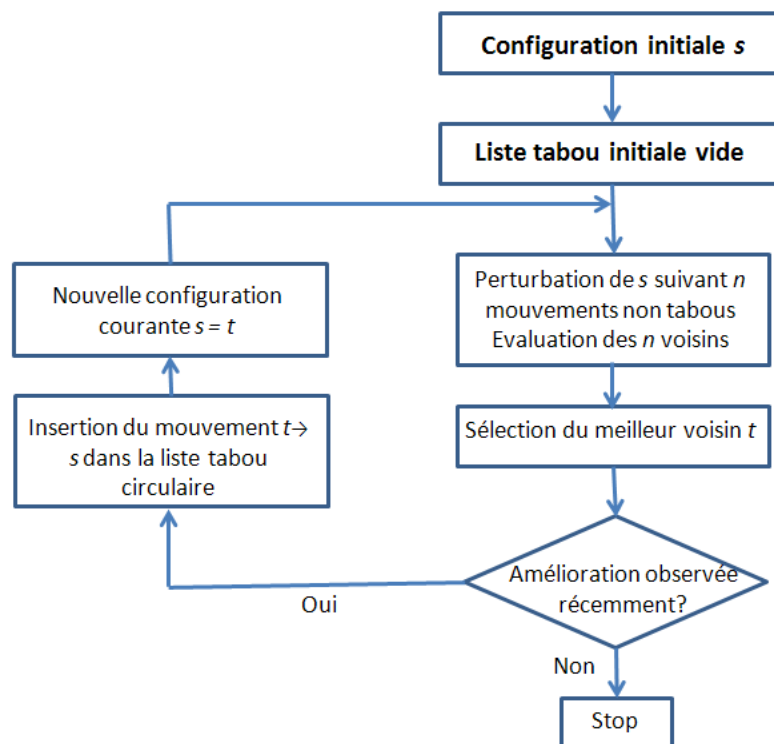 Configuration initiale s
Liste tabou initiale vide
Perturbation de s suivant n
mouvements non tabous
Evaluation des n voisins
Sélection du meilleur voisin t
Amélioration observée
récemment?
Oui
Non
Stop
Insertion du mouvement t→
s dans la liste tabou
circulaire
Nouvelle configuration
courante s = t